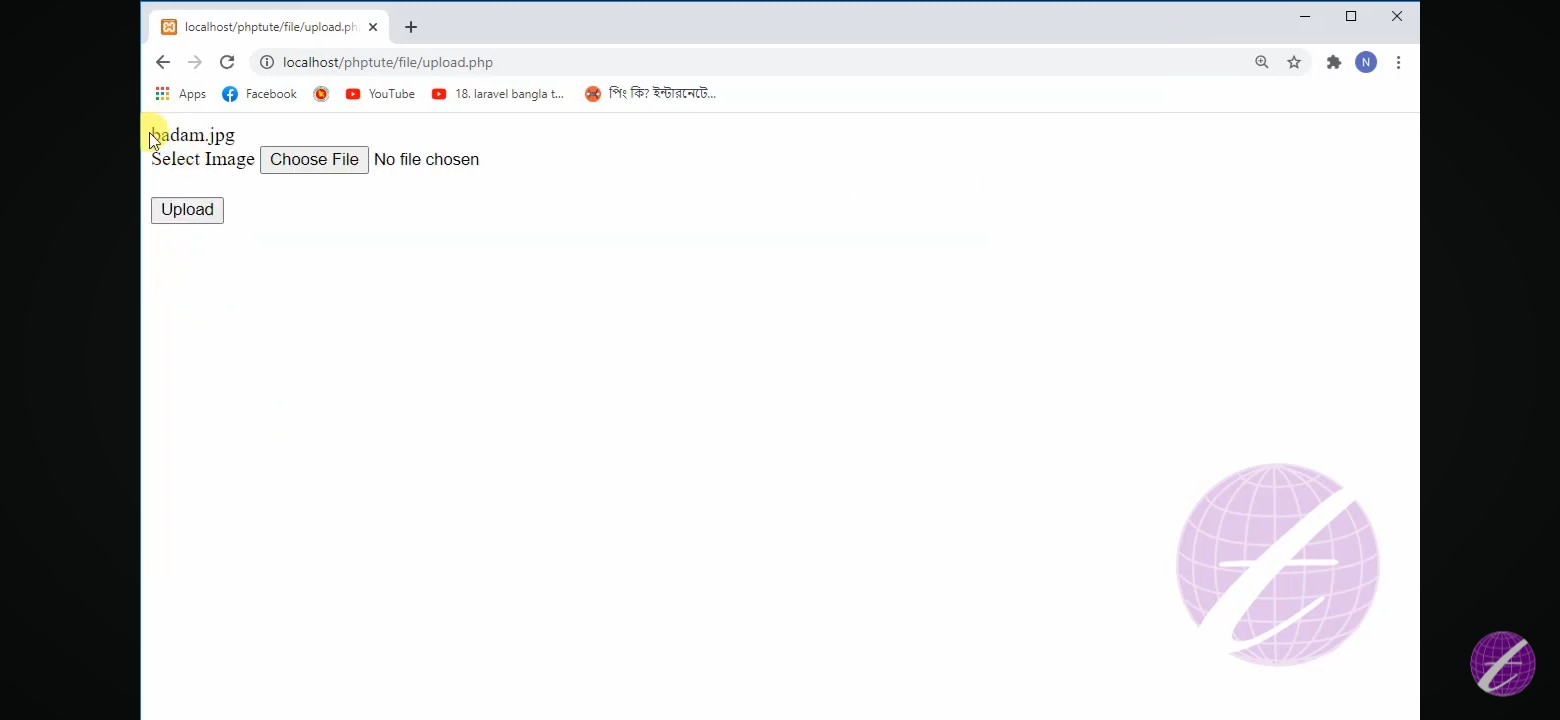 localhost/phptute/file/upload.ph
localhost/phptute/file/upload.php
N
Apps
Facebook
YouTube
18. laravel bangla t...
পিং কি? ইন্টারনেটে...
badam.jpg
Select Image Choose File No file chosen
Upload